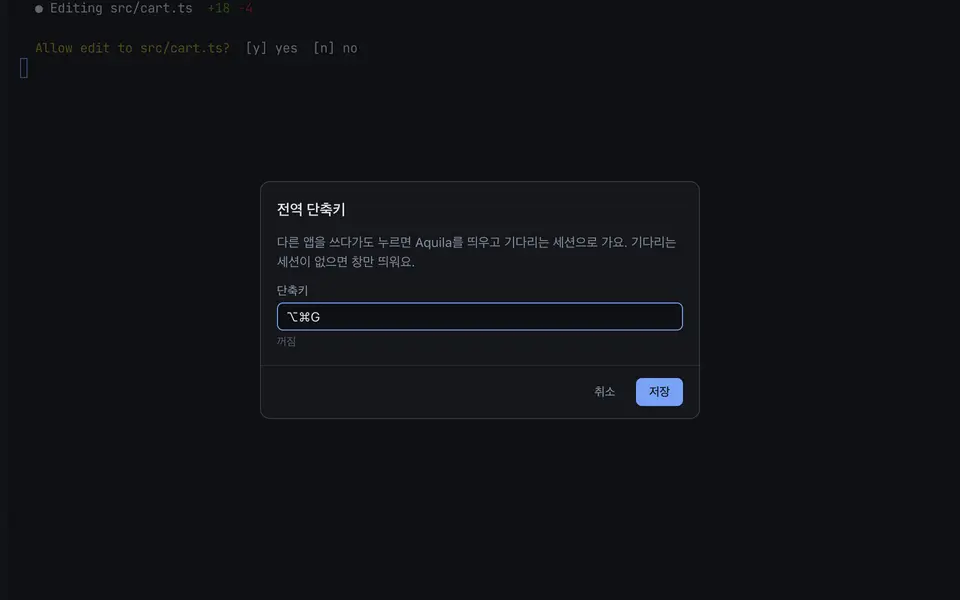 ● Editing src/cart.ts +18 -4
Allow edit to src/cart.ts? [y] yes [n] no
전역 단축키
다른 앱을 쓰다가도 누르면 Aquila를 띄우고 기다리는 세션으로 가요. 기다리는
세션이 없으면 창만 띄워요.
단축키
⌥⌘G
꺼짐
취소 저장